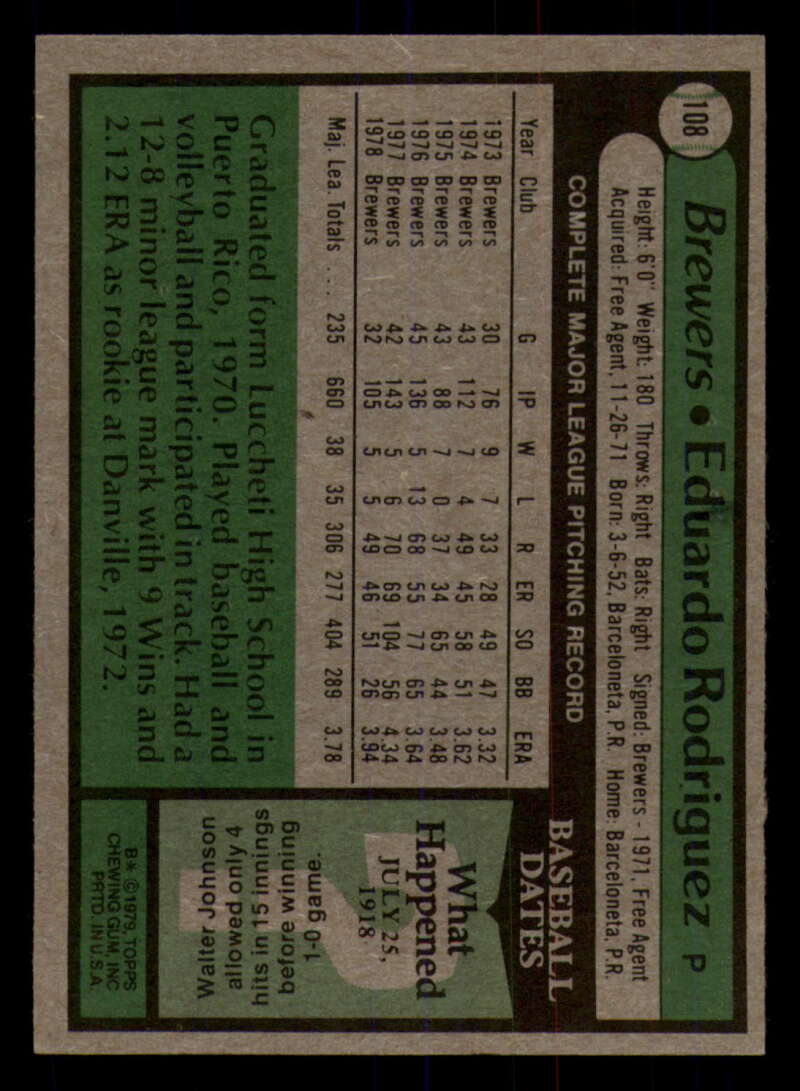 108
Brewers • Eduardo Rodriguez P
Height: 6'0" Weight: 180 Throws: Right Bats: Right Signed: Brewers - 1971, Free Agent
Acquired: Free Agent, 11-26-71 Born: 3-6-52, Barceloneta, P.R. Home: Barceloneta, P.R.
COMPLETE MAJOR LEAGUE PITCHING RECORD
Year Club G IP W L R ER SO BB ERA
1973 Brewers 30 76 9 7 33 28 49 47 3.32
1974 Brewers 43 112 7 4 49 45 58 51 3.62
1975 Brewers 43 88 7 0 37 34 65 44 3.48
1976 Brewers 45 136 5 13 68 55 77 65 3.64
1977 Brewers 42 143 5 6 70 69 104 56 4.34
1978 Brewers 32 105 5 5 49 46 51 26 3.94
Maj. Lea. Totals . . . 235 660 38 35 306 277 404 289 3.78
Graduated form Luccheti High School in
Puerto Rico, 1970. Played baseball and
volleyball and participated in track. Had a
12-8 minor league mark with 9 Wins and
2.12 ERA as rookie at Danville, 1972.
BASEBALL
DATES
What
Happened
JULY 25,
1918
Walter Johnson
allowed only 4
hits in 15 innings
before winning
1-0 game.
B* © 1979, TOPPS
CHEWING GUM, INC
PRTD. IN U.S.A